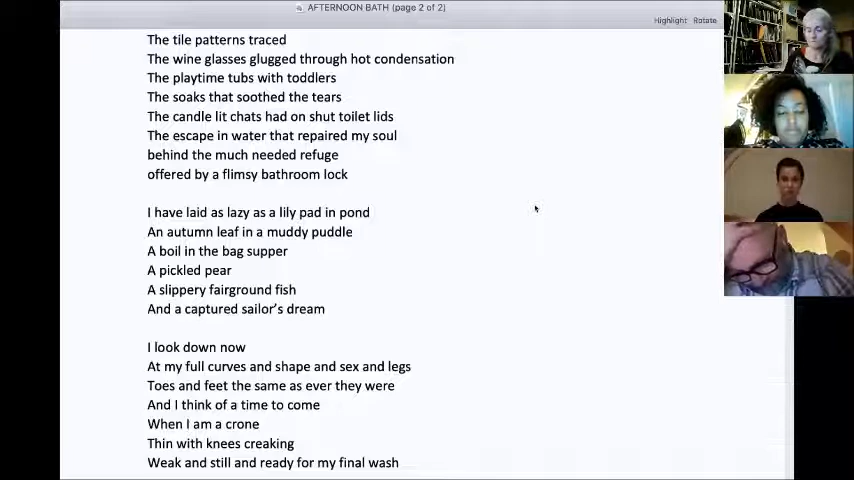 AFTERNOON BATH (page 2 of 2)
Highlight Rotate
The tile patterns traced
The wine glasses glugged through hot condensation
The playtime tubs with toddlers
The soaks that soothed the tears
The candle lit chats had on shut toilet lids
The escape in water that repaired my soul
behind the much needed refuge
offered by a flimsy bathroom lock
I have laid as lazy as a lily pad in pond
An autumn leaf in a muddy puddle
A boil in the bag supper
A pickled pear
A slippery fairground fish
And a captured sailor's dream
I look down now
At my full curves and shape and sex and legs
Toes and feet the same as ever they were
And I think of a time to come
When I am a crone
Thin with knees creaking
Weak and still and ready for my final wash